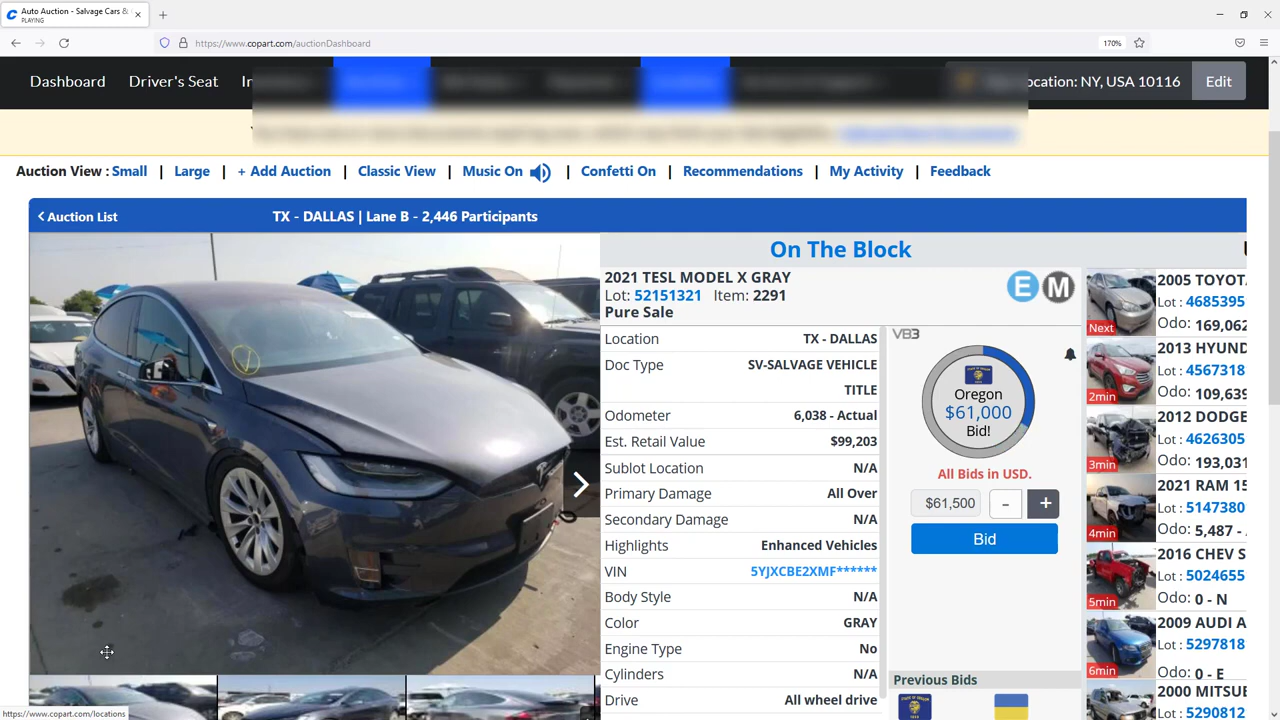 Auto Auction - Salvage Cars &
PLAYING
https://www.copart.com/auctionDashboard
170%
Dashboard
Driver's Seat
Location: NY, USA 10116
Edit
Auction View : Small | Large | + Add Auction | Classic View | Music On | Confetti On | Recommendations | My Activity | Feedback
Auction List
TX - DALLAS | Lane B - 2,446 Participants
On The Block
2021 TESL MODEL X GRAY
Lot: 52151321 Item: 2291
Pure Sale
E
M
Location TX - DALLAS
Doc Type SV-SALVAGE VEHICLE
TITLE
Odometer 6,038 - Actual
Est. Retail Value $99,203
Sublot Location N/A
Primary Damage All Over
Secondary Damage N/A
Highlights Enhanced Vehicles
VIN 5YJXCBE2XMF******
Body Style N/A
Color GRAY
Engine Type No
Cylinders N/A
Drive All wheel drive
VB3
Oregon
$61,000
Bid!
All Bids in USD.
$61,500
-
+
Bid
Previous Bids
2005 TOYOT
Lot : 4685395
Odo: 169,062
Next
2013 HYUND
Lot : 4567318
Odo: 109,639
2min
2012 DODGE
Lot : 4626305
Odo: 193,031
3min
2021 RAM 15
Lot : 5147380
Odo: 5,487 -
4min
2016 CHEV S
Lot : 5024655
Odo: 0 - N
5min
2009 AUDI A
Lot : 5297818
Odo: 0 - E
6min
2000 MITSUE
Lot : 5290812
https://www.copart.com/locations